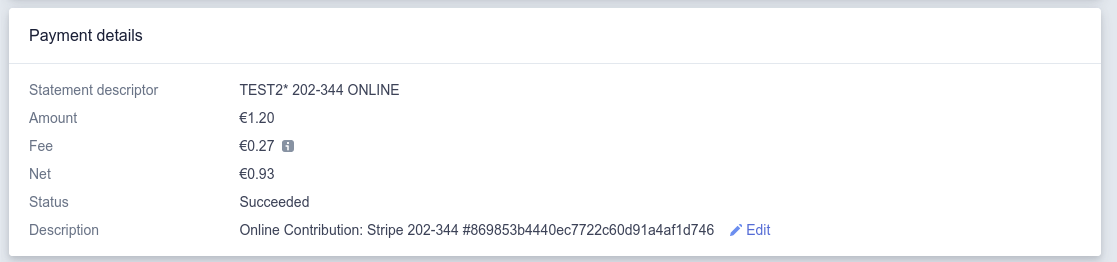 Payment details
Statement descriptor TEST2* 202-344 ONLINE
Amount €1.20
Fee €0.27
Net €0.93
Status Succeeded
Description Online Contribution: Stripe 202-344 #869853b4440ec7722c60d91a4af1d746 Edit